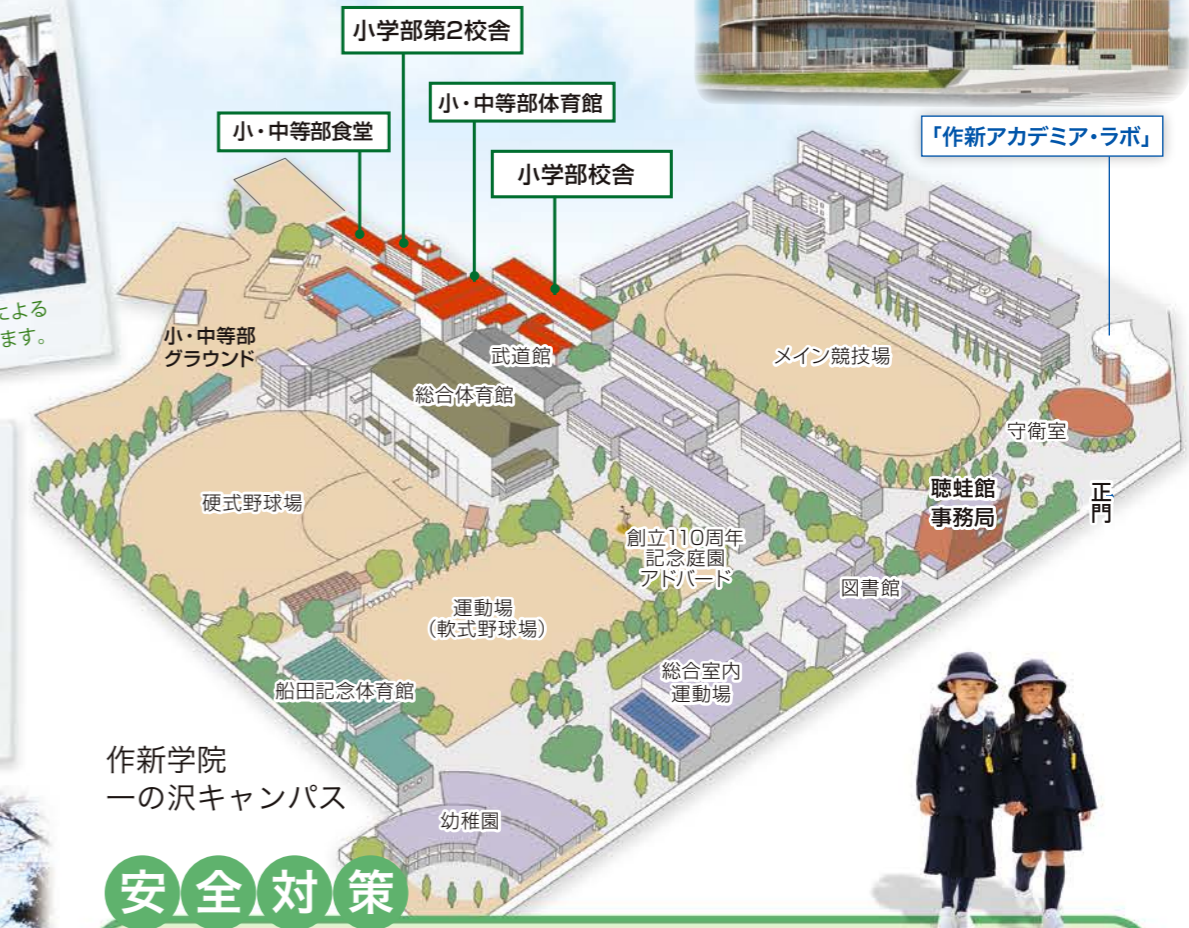 小学部第2校舎
小・中等部体育館
小・中等部食堂
小学部校舎
「作新アカデミア・ラボ」
による
ます。
小・中等部
グラウンド
武道館
総合体育館
メイン競技場
守衛室
正門
聴蛙館
事務局
硬式野球場
創立110周年
記念庭園
アドバード
図書館
運動場
(軟式野球場)
総合室内
運動場
船田記念体育館
作新学院
一の沢キャンパス
幼稚園
安全対策